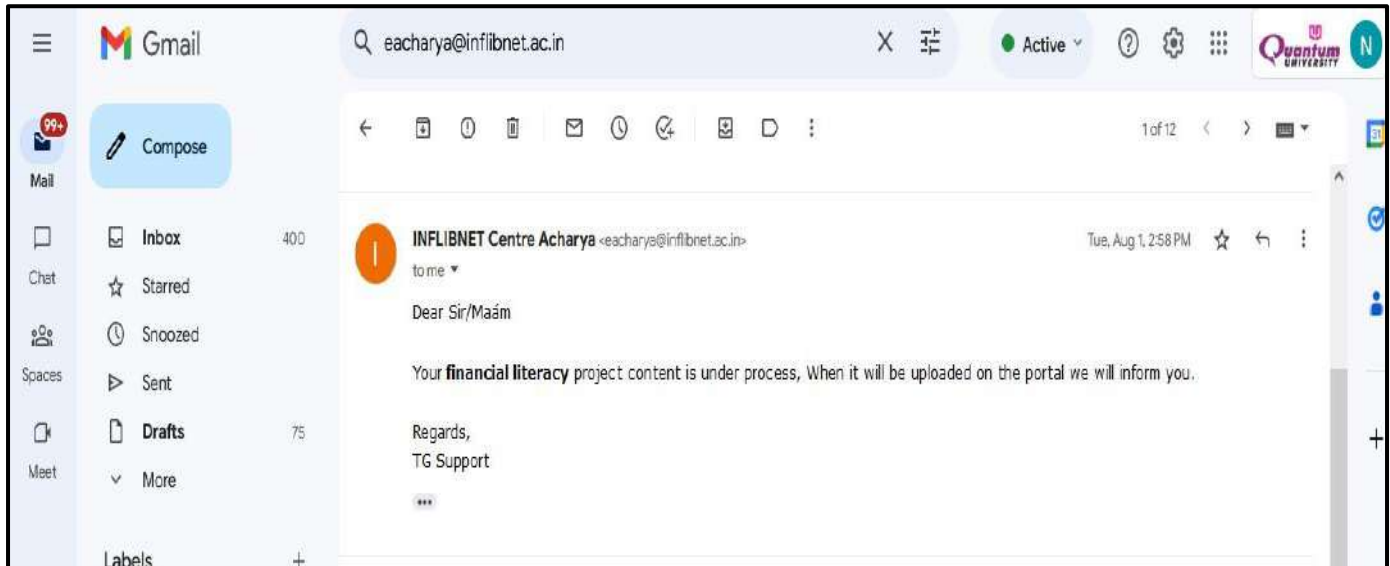 Gmail
eacharya@inflibnet.ac.in
Active
Quantum
UNIVERSITY
N
99+
Mail
Compose
1 of 12
31
Inbox 400
INFLIBNET Centre Acharya <eacharya@inflibnet.ac.in>
Tue, Aug 1, 2:58 PM
I
to me
Chat
Starred
Dear Sir/Maám
Snoozed
Spaces
Sent
Your financial literacy project content is under process, When it will be uploaded on the portal we will inform you.
Drafts 75
Regards,
Meet
More
TG Support
Labels